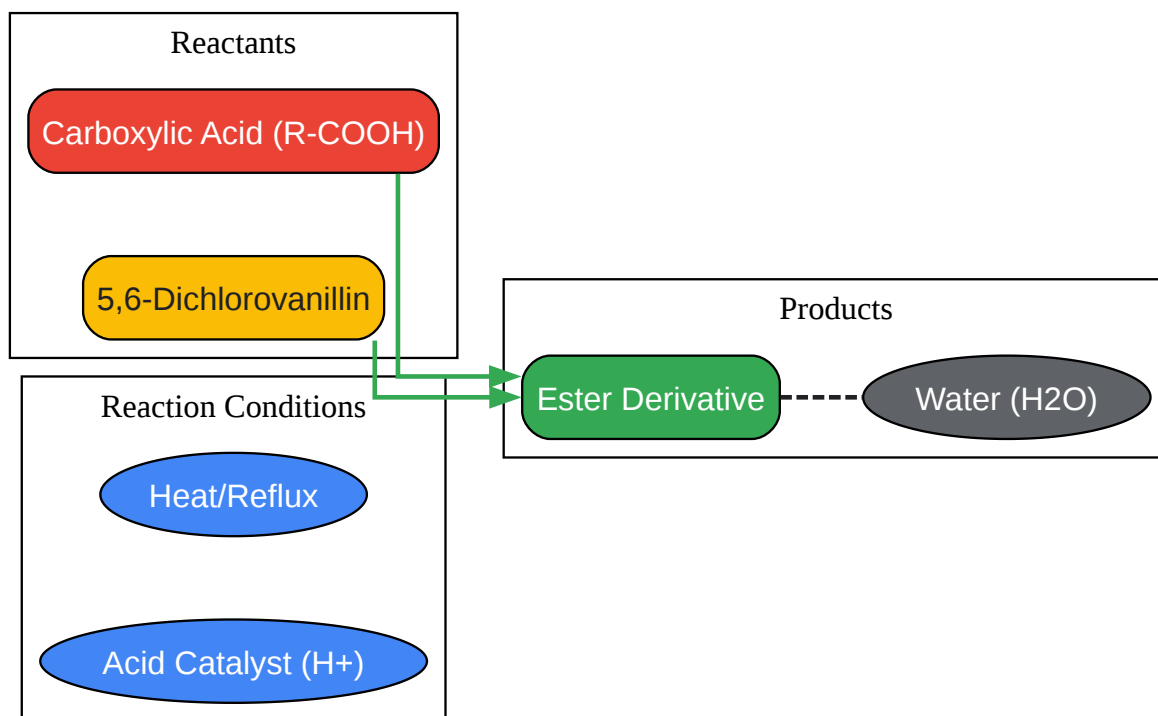 Reactants
Carboxylic Acid (R-COOH)
5,6-Dichlorovanillin
Reaction Conditions
Heat/Reflux
Acid Catalyst (H+)
Products
Ester Derivative
Water (H2O)